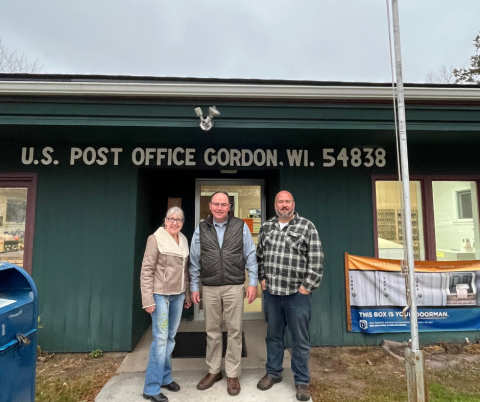 U.S. POST OFFICE GORDON, WI. 54838
THIS BOX IS YOUR DOORMAN.